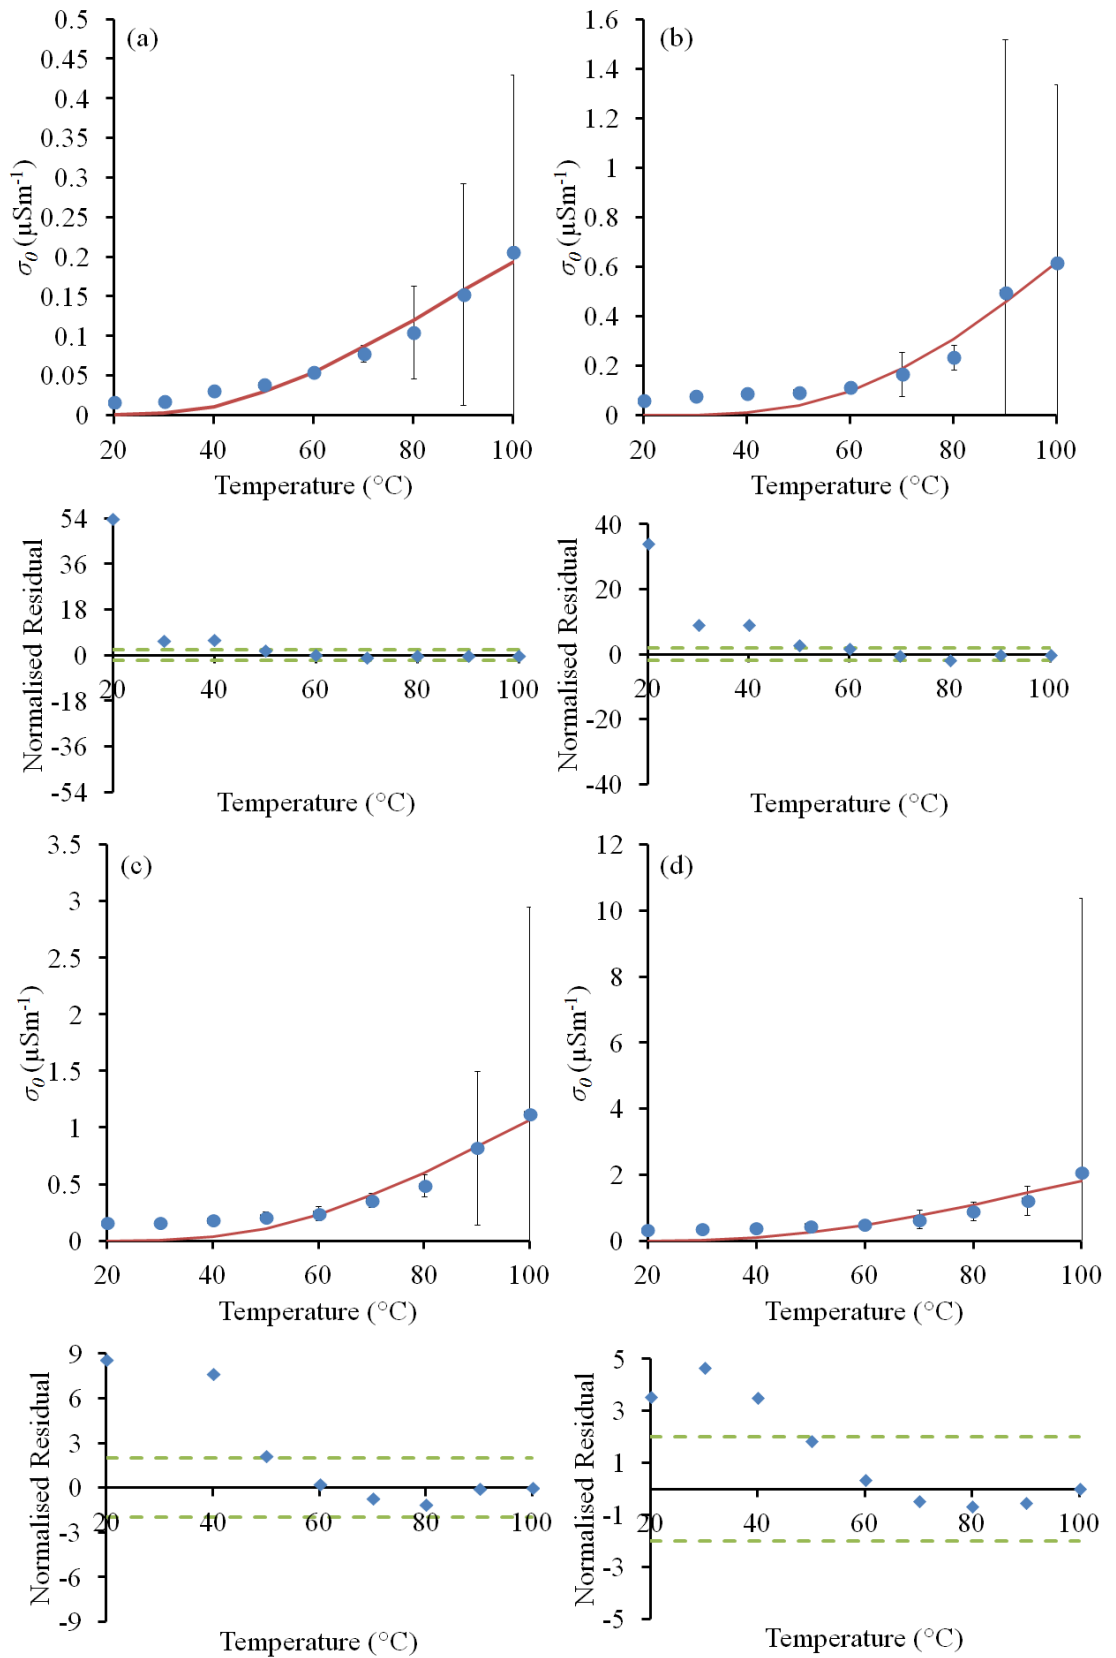 (a)
0.5
0.45
0.4
0.35
0.3
0.25
0.2
0.15
0.1
0.05
0
σ0 (µSm-1)
20 40 60 80 100
Temperature (°C)
(b)
1.6
1.4
1.2
1
0.8
0.6
0.4
0.2
0
σ0 (µSm-1)
20 40 60 80 100
Temperature (°C)
54
36
18
0
-18
-36
-54
Normalised Residual
20 40 60 80 100
Temperature (°C)
40
20
0
-20
-40
Normalised Residual
20 40 60 80 100
Temperature (°C)
(c)
3.5
3
2.5
2
1.5
1
0.5
0
σ0 (µSm-1)
20 40 60 80 100
Temperature (°C)
(d)
12
10
8
6
4
2
0
σ0 (µSm-1)
20 40 60 80 100
Temperature (°C)
9
6
3
0
-3
-6
-9
Normalised Residual
20 40 60 80 100
Temperature (°C)
5
3
1
-1
-3
-5
Normalised Residual
20 40 60 80 100
Temperature (°C)